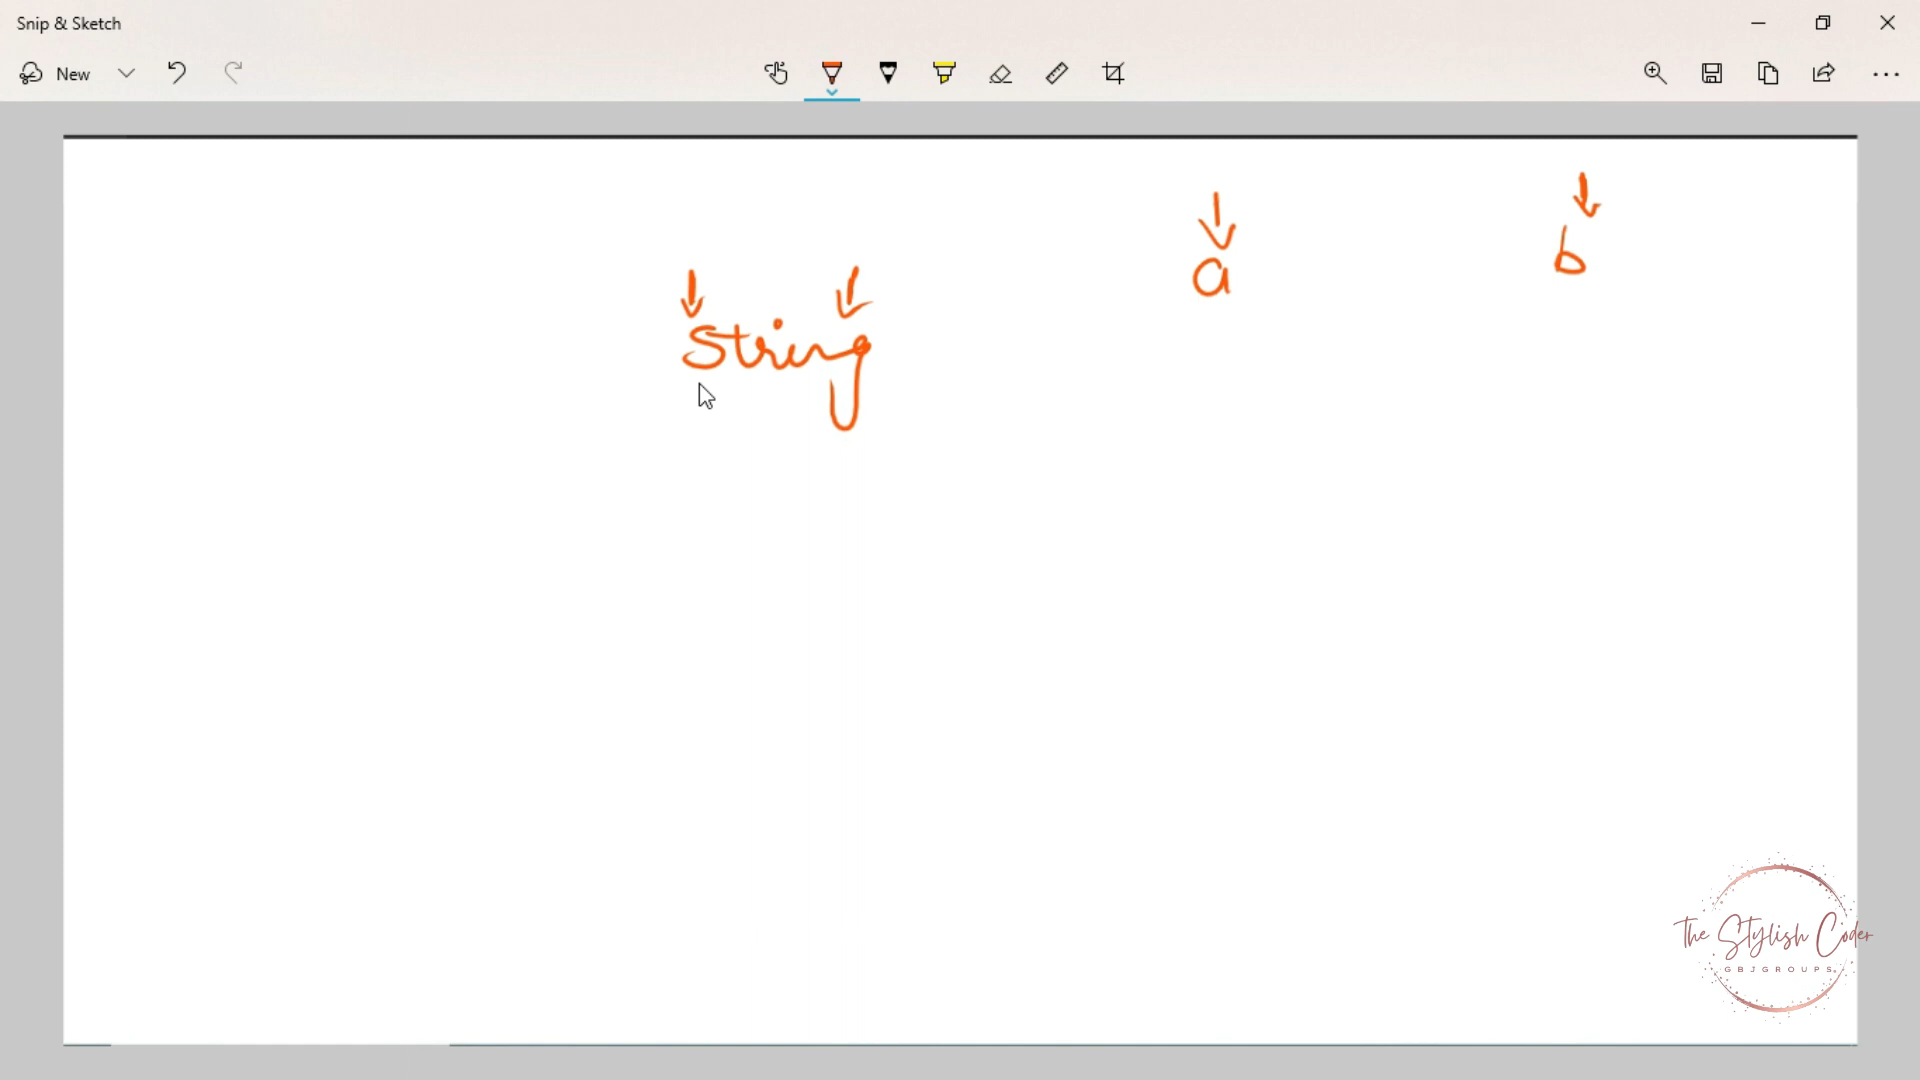 Snip & Sketch
New
a
b
String
The Stylish Coder
GBJGROUPS